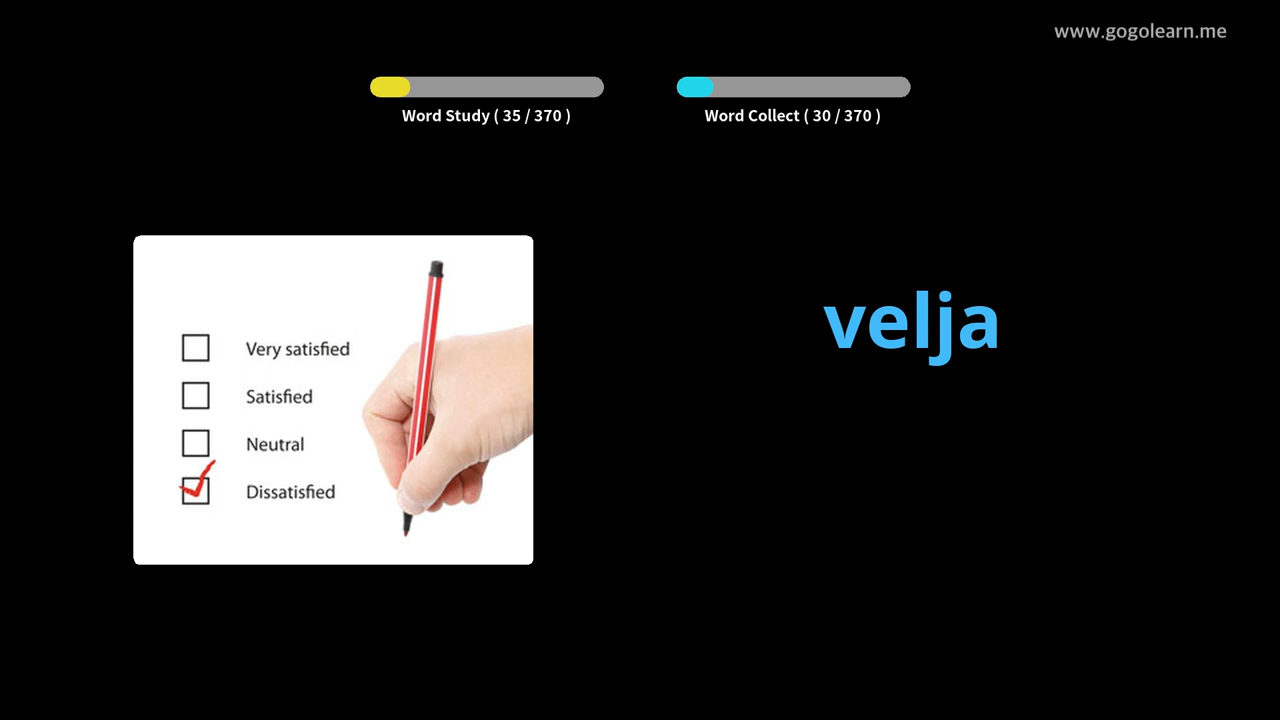 www.gogolearn.me
Word Study ( 35 / 370 )
Word Collect ( 30 / 370 )
Very satisfied
Satisfied
Neutral
Dissatisfied
velja